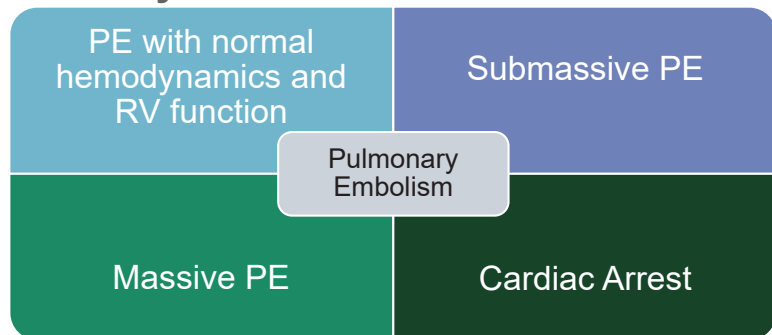 PE with normal
hemodynamics and
RV function
Submassive PE
Pulmonary
Embolism
Massive PE
Cardiac Arrest